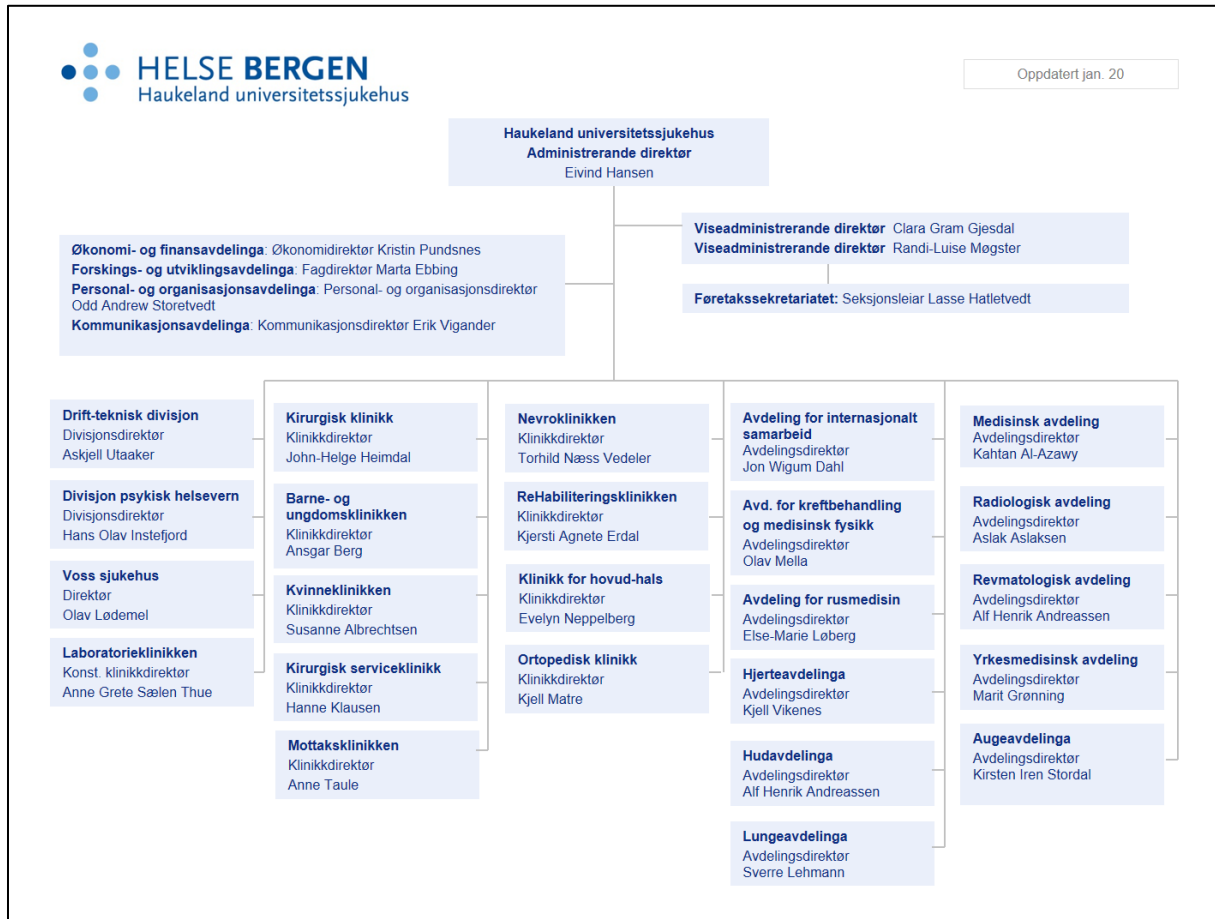 HELSE BERGEN
Haukeland universitetssjukehus
Oppdatert jan. 20
Haukeland universitetssjukehus
Administrerande direktør
Eivind Hansen
Økonomi- og finansavdelinga: Økonomidirektør Kristin Pundsnes
Forskings- og utviklingsavdelinga: Fagdirektør Marta Ebbing
Personal- og organisasjonsavdelinga: Personal- og organisasjonsdirektør
Odd Andrew Storetvedt
Kommunikasjonsavdelinga: Kommunikasjonsdirektør Erik Vigander
Viseadministrerande direktør Clara Gram Gjesdal
Viseadministrerande direktør Randi-Luise Møgster
Føretakssekretariatet: Seksjonsleiar Lasse Hatletvedt
Drift-teknisk divisjon
Divisjonsdirektør
Askjell Utaaker
Divisjon psykisk helsevern
Divisjonsdirektør
Hans Olav Instefjord
Voss sjukehus
Direktør
Olav Lødemel
Laboratorieklinikken
Konst. klinikkdirektør
Anne Grete Sælen Thue
Kirurgisk klinikk
Klinikkdirektør
John-Helge Heimdal
Barne- og
ungdomsklinikken
Klinikkdirektør
Ansgar Berg
Kvinneklinikken
Klinikkdirektør
Susanne Albrechtsen
Kirurgisk serviceklinikk
Klinikkdirektør
Hanne Klausen
Mottaksklinikken
Klinikkdirektør
Anne Taule
Nevroklinikken
Klinikkdirektør
Torhild Næss Vedeler
ReHabiliteringsklinikken
Klinikkdirektør
Kjersti Agnete Erdal
Klinikk for hovud-hals
Klinikkdirektør
Evelyn Neppelberg
Ortopedisk klinikk
Klinikkdirektør
Kjell Matre
Avdeling for internasjonalt
samarbeid
Avdelingsdirektør
Jon Wigum Dahl
Avd. for kreftbehandling
og medisinsk fysikk
Avdelingsdirektør
Olav Mella
Avdeling for rusmedisin
Avdelingsdirektør
Else-Marie Løberg
Hjerteavdelinga
Avdelingsdirektør
Kjell Vikenes
Hudavdelinga
Avdelingsdirektør
Alf Henrik Andreassen
Lungeavdelinga
Avdelingsdirektør
Sverre Lehmann
Medisinsk avdeling
Avdelingsdirektør
Kahtan Al-Azawy
Radiologisk avdeling
Avdelingsdirektør
Aslak Aslaksen
Revmatologisk avdeling
Avdelingsdirektør
Alf Henrik Andreassen
Yrkesmedisinsk avdeling
Avdelingsdirektør
Marit Grønning
Augeavdelinga
Avdelingsdirektør
Kirsten Iren Stordal